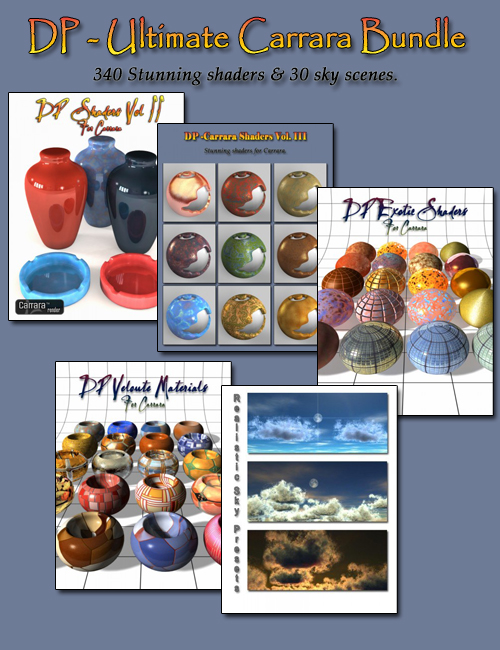 DP - Ultimate Carrara Bundle
340 Stunning shaders & 30 sky scenes.
DP Shaders Vol II
For Carrara
Carrara
render
DP -Carrara Shaders Vol. III
Stunning shaders for Carrara.
DP Exotic Shaders
For Carrara
DP Veloute Materials
For Carrara
Realistic Sky Presets